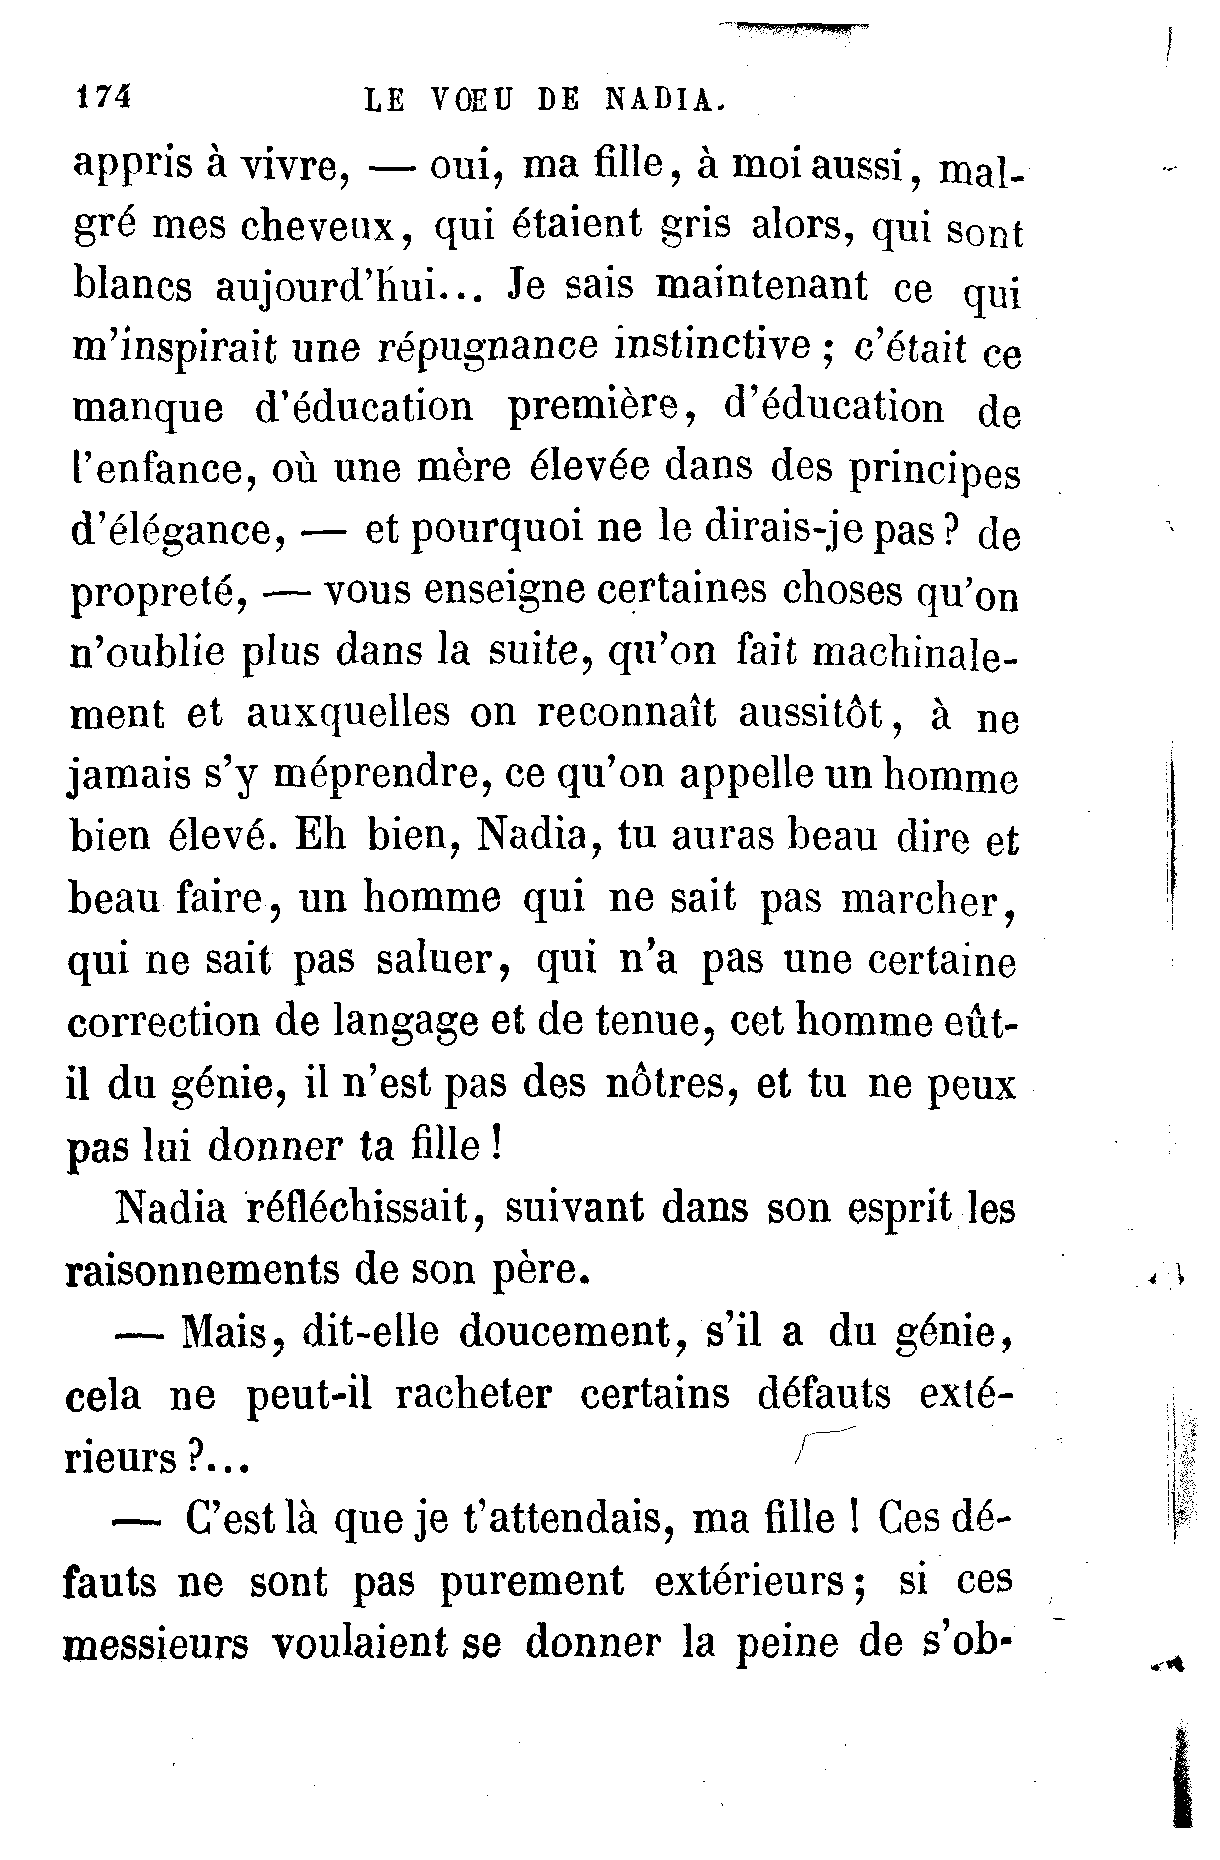 174 LE VŒU DE NADIA.
appris à vivre, — oui, ma fille, à moi aussi, mal-
gré mes cheveux, qui étaient gris alors, qui sont
blancs aujourd'hui... Je sais maintenant ce qui
m'inspirait une répugnance instinctive ; c'était ce
manque d'éducation première, d'éducation de
l'enfance, où une mère élevée dans des principes
d'élégance, — et pourquoi ne le dirais-je pas ? de
propreté, — vous enseigne certaines choses qu'on
n'oublie plus dans la suite, qu'on fait machinale-
ment et auxquelles on reconnaît aussitôt, à ne
jamais s'y méprendre, ce qu'on appelle un homme
bien élevé. Eh bien, Nadia, tu auras beau dire et
beau faire, un homme qui ne sait pas marcher,
qui ne sait pas saluer, qui n'a pas une certaine
correction de langage et de tenue, cet homme eût-
il du génie, il n'est pas des nôtres, et tu ne peux
pas lui donner ta fille !
Nadia réfléchissait, suivant dans son esprit les
raisonnements de son père.
— Mais, dit-elle doucement, s'il a du génie,
cela ne peut-il racheter certains défauts exté-
rieurs ?...
— C'est là que je t'attendais, ma fille ! Ces dé-
fauts ne sont pas purement extérieurs ; si ces
messieurs voulaient se donner la peine de s'ob-